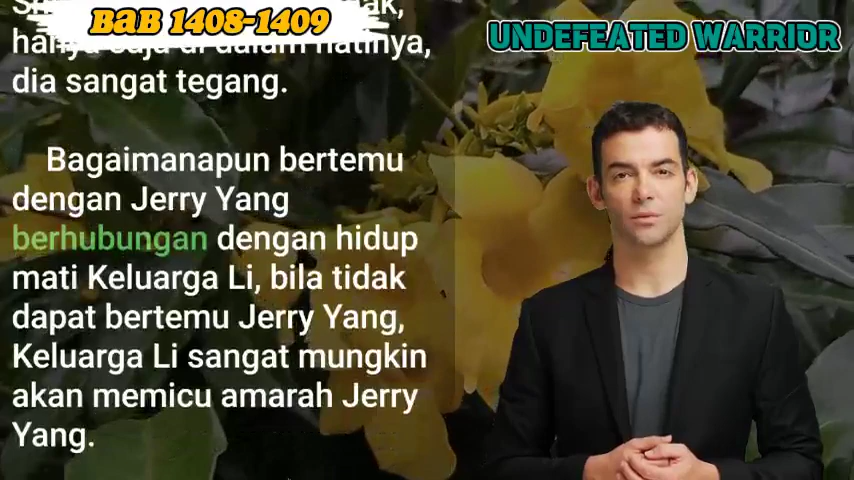 BAB 1408-1409
UNDEFEATED WARRIOR
dia sangat tegang.
Bagaimanapun bertemu
dengan Jerry Yang
berhubungan dengan hidup
mati Keluarga Li, bila tidak
dapat bertemu Jerry Yang,
Keluarga Li sangat mungkin
akan memicu amarah Jerry
Yang.